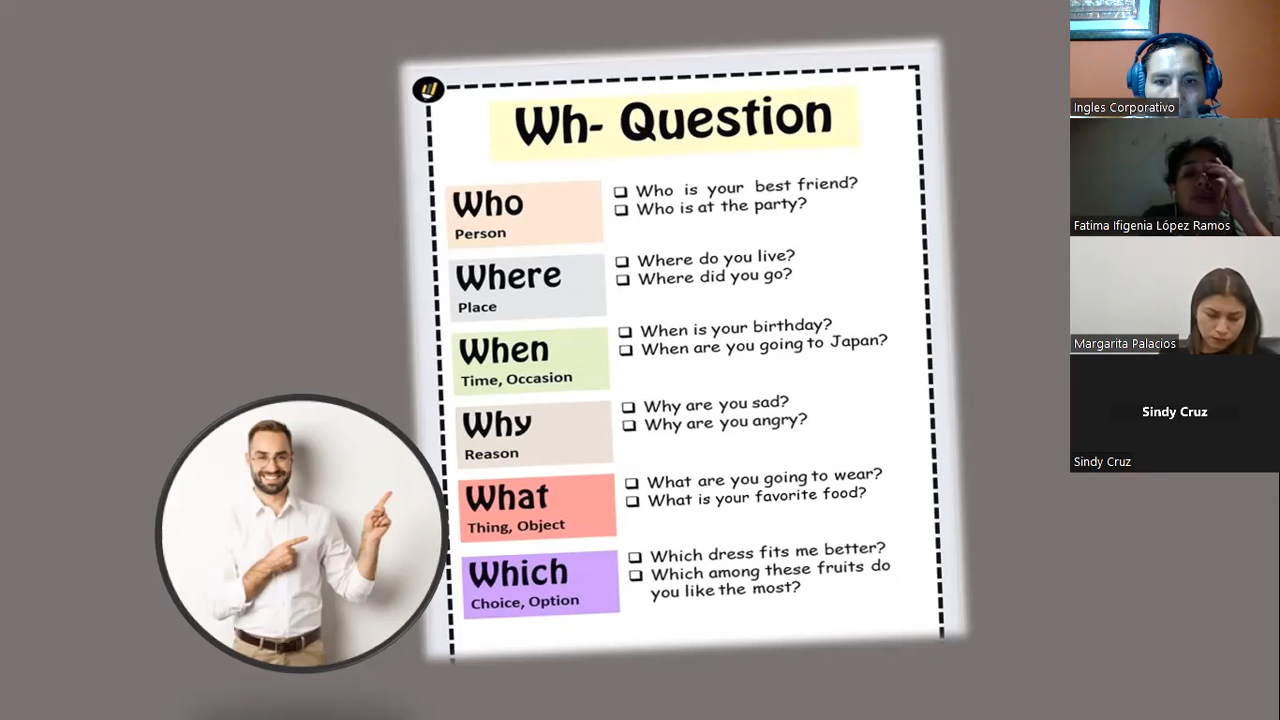 Wh- Question
Who
Person
Who is your best friend?
Who is at the party?
Where
Place
Where do you live?
Where did you go?
When
Time, Occasion
When is your birthday?
When are you going to Japan?
Why
Reason
Why are you sad?
Why are you angry?
What
Thing, Object
What are you going to wear?
What is your favorite food?
Which
Choice, Option
Which dress fits me better?
Which among these fruits do
you like the most?
Ingles Corporativo
Fatima Ifigenia López Ramos
Margarita Palacios
Sindy Cruz
Sindy Cruz